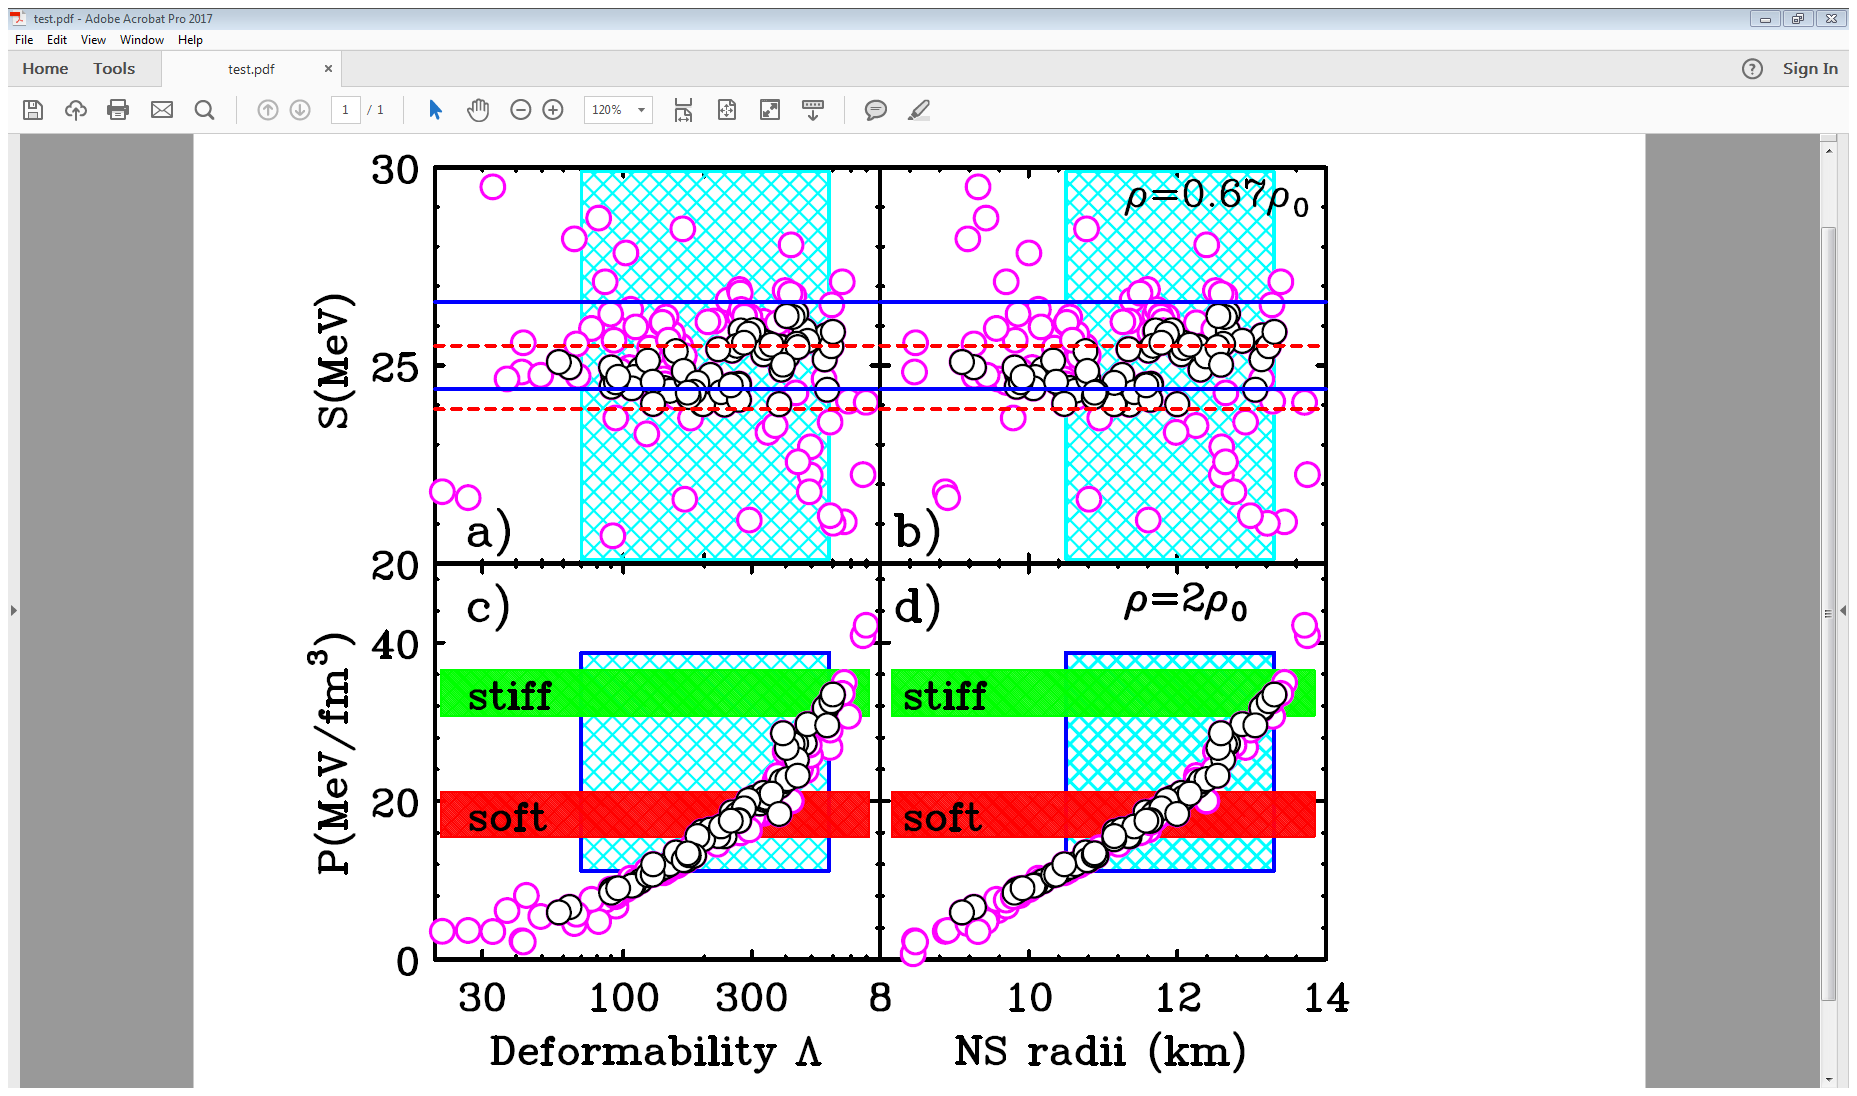 test.pdf - Adobe Acrobat Pro 2017
File Edit View Window Help
Home Tools test.pdf × ? Sign In
1 / 1 120%
30
ρ=0.67ρ0
S(MeV)
25
a) b)
20
c) d) ρ=2ρ0
P(MeV/fm3)
40
stiff stiff
20
soft soft
0
30 100 300 8 10 12 14
Deformability Λ NS radii (km)